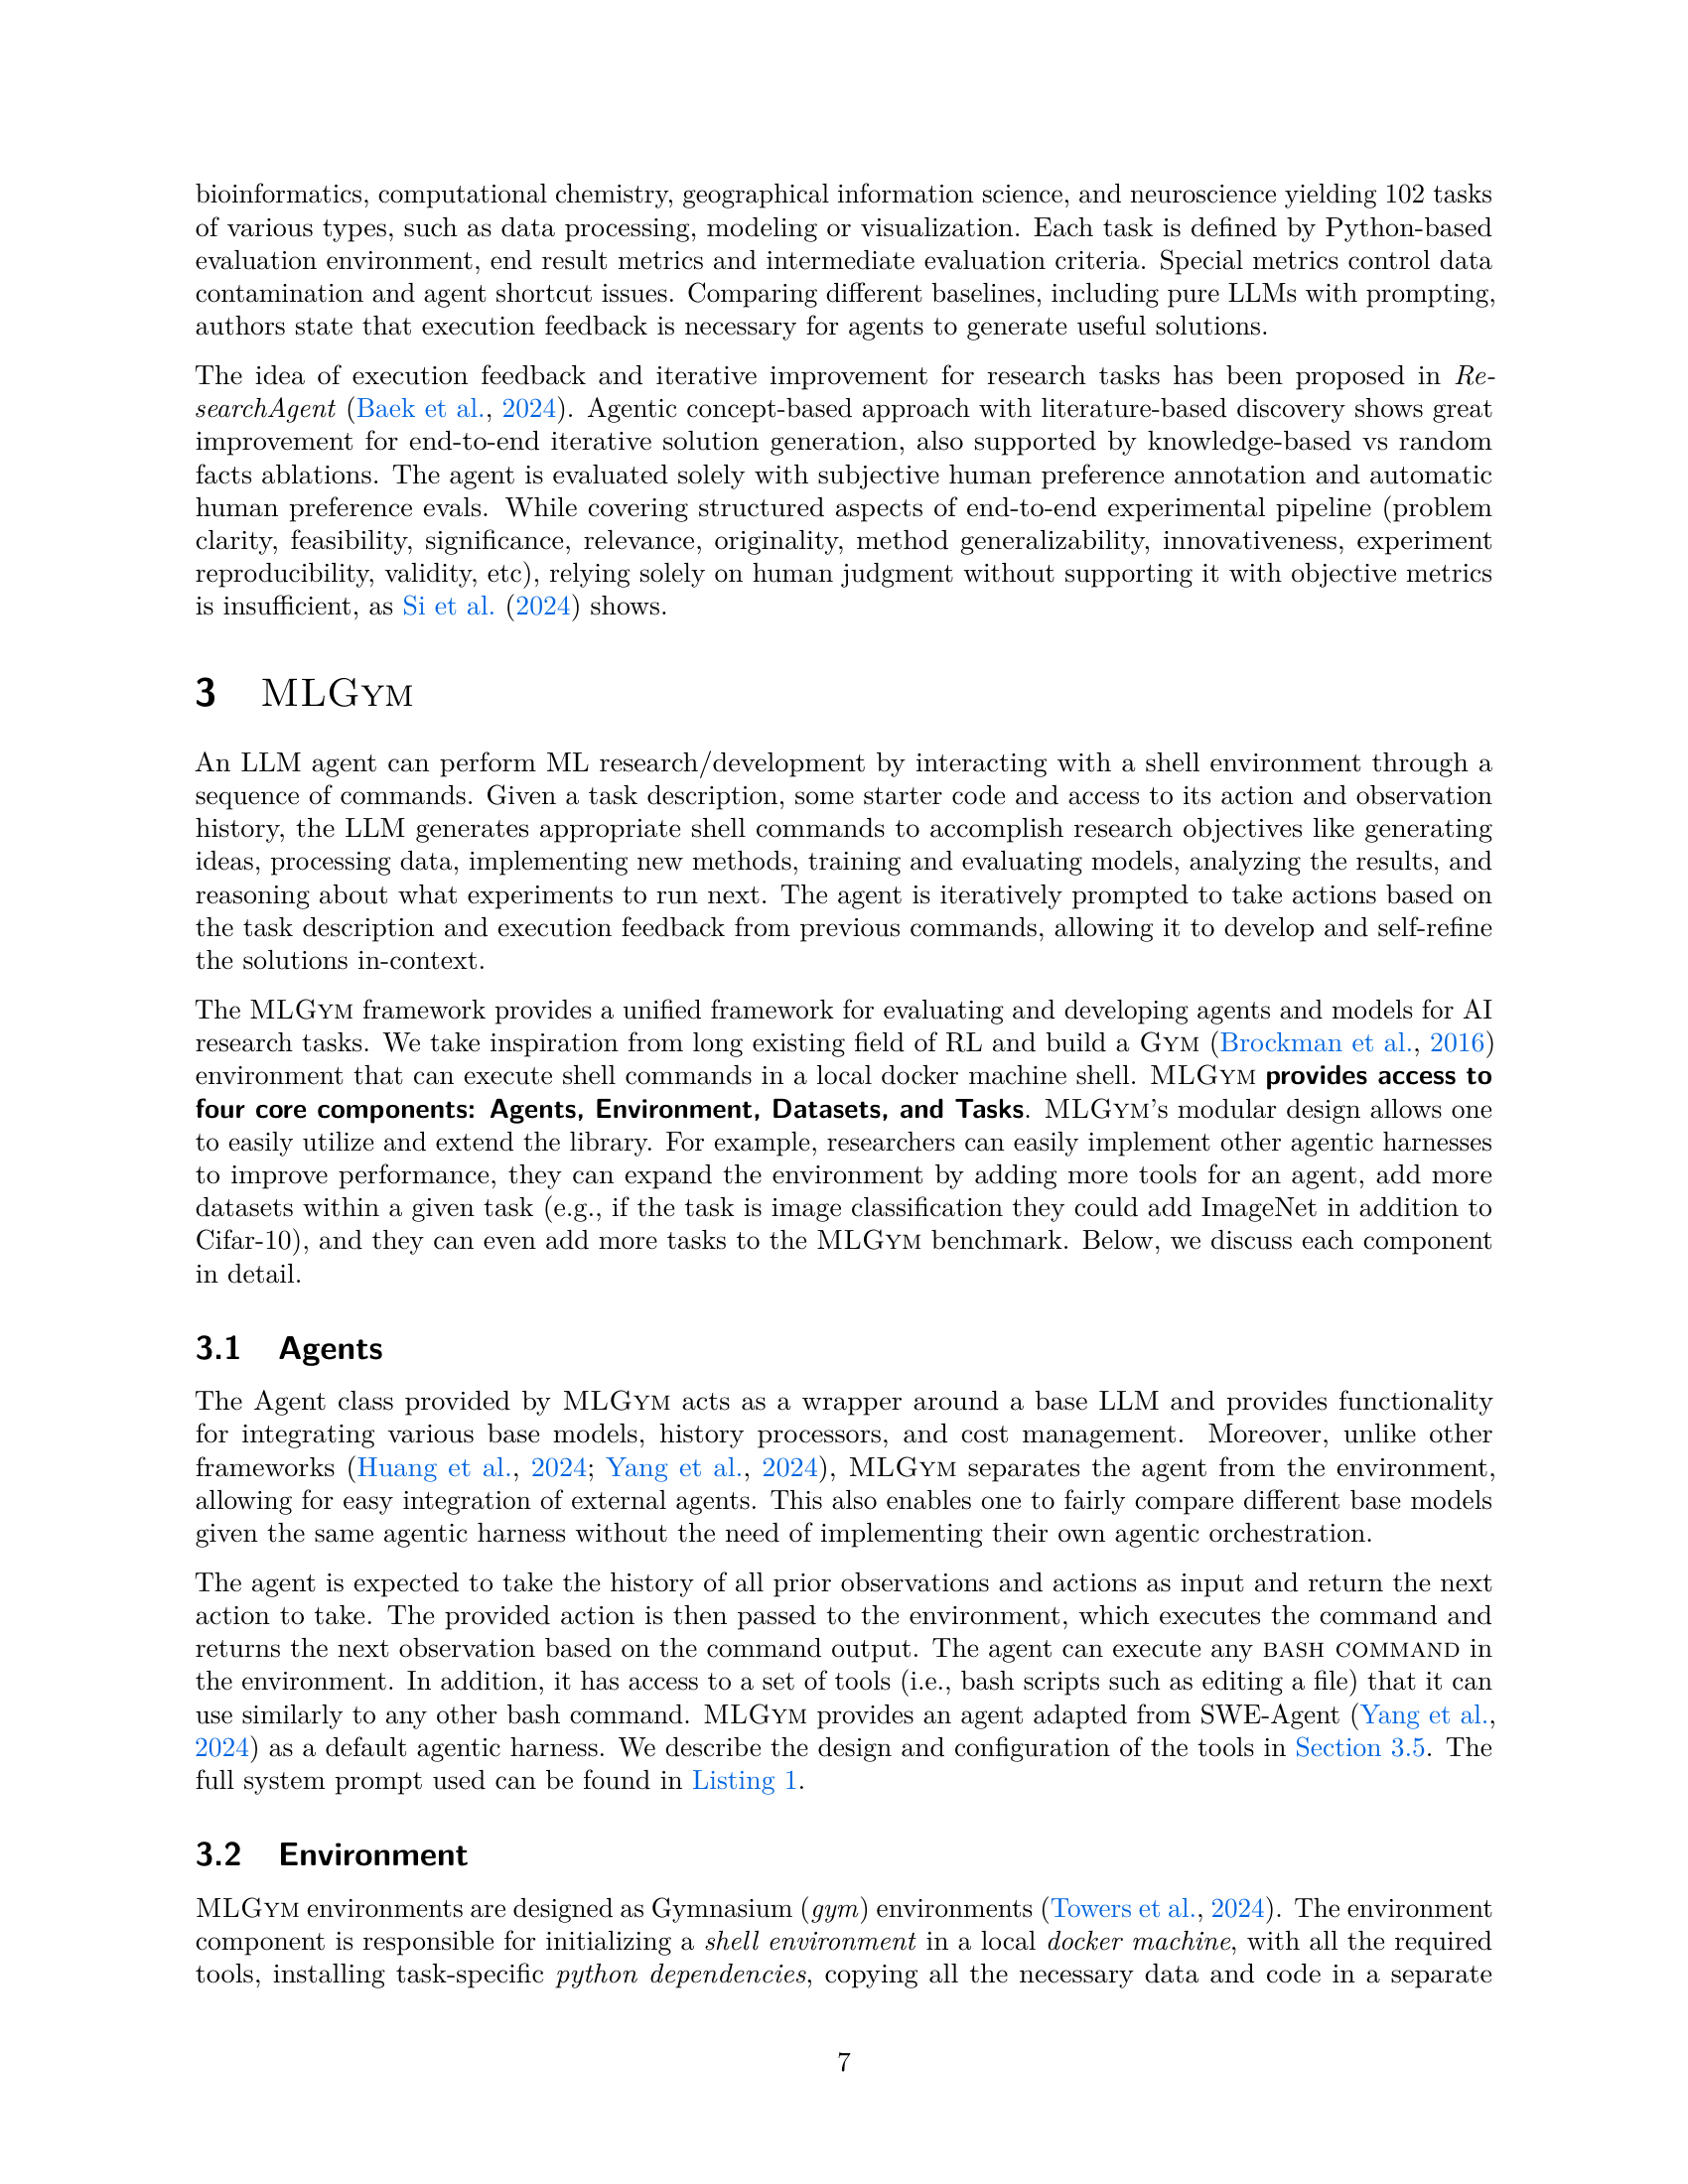 bioinformatics, computational chemistry, geographical information science, and neuroscience yielding 102 tasks
of various types, such as data processing, modeling or visualization. Each task is defined by Python-based
evaluation environment, end result metrics and intermediate evaluation criteria. Special metrics control data
contamination and agent shortcut issues. Comparing different baselines, including pure LLMs with prompting,
authors state that execution feedback is necessary for agents to generate useful solutions.
The idea of execution feedback and iterative improvement for research tasks has been proposed in Re-
searchAgent (Baek et al., 2024). Agentic concept-based approach with literature-based discovery shows great
improvement for end-to-end iterative solution generation, also supported by knowledge-based vs random
facts ablations. The agent is evaluated solely with subjective human preference annotation and automatic
human preference evals. While covering structured aspects of end-to-end experimental pipeline (problem
clarity, feasibility, significance, relevance, originality, method generalizability, innovativeness, experiment
reproducibility, validity, etc), relying solely on human judgment without supporting it with objective metrics
is insufficient, as Si et al. (2024) shows.
3 MLGym
An LLM agent can perform ML research/development by interacting with a shell environment through a
sequence of commands. Given a task description, some starter code and access to its action and observation
history, the LLM generates appropriate shell commands to accomplish research objectives like generating
ideas, processing data, implementing new methods, training and evaluating models, analyzing the results, and
reasoning about what experiments to run next. The agent is iteratively prompted to take actions based on
the task description and execution feedback from previous commands, allowing it to develop and self-refine
the solutions in-context.
The MLGym framework provides a unified framework for evaluating and developing agents and models for AI
research tasks. We take inspiration from long existing field of RL and build a Gym (Brockman et al., 2016)
environment that can execute shell commands in a local docker machine shell. MLGym provides access to
four core components: Agents, Environment, Datasets, and Tasks. MLGym's modular design allows one
to easily utilize and extend the library. For example, researchers can easily implement other agentic harnesses
to improve performance, they can expand the environment by adding more tools for an agent, add more
datasets within a given task (e.g., if the task is image classification they could add ImageNet in addition to
Cifar-10), and they can even add more tasks to the MLGym benchmark. Below, we discuss each component
in detail.
3.1 Agents
The Agent class provided by MLGym acts as a wrapper around a base LLM and provides functionality
for integrating various base models, history processors, and cost management. Moreover, unlike other
frameworks (Huang et al., 2024; Yang et al., 2024), MLGym separates the agent from the environment,
allowing for easy integration of external agents. This also enables one to fairly compare different base models
given the same agentic harness without the need of implementing their own agentic orchestration.
The agent is expected to take the history of all prior observations and actions as input and return the next
action to take. The provided action is then passed to the environment, which executes the command and
returns the next observation based on the command output. The agent can execute any bash command in
the environment. In addition, it has access to a set of tools (i.e., bash scripts such as editing a file) that it can
use similarly to any other bash command. MLGym provides an agent adapted from SWE-Agent (Yang et al.,
2024) as a default agentic harness. We describe the design and configuration of the tools in Section 3.5. The
full system prompt used can be found in Listing 1.
3.2 Environment
MLGym environments are designed as Gymnasium (gym) environments (Towers et al., 2024). The environment
component is responsible for initializing a shell environment in a local docker machine, with all the required
tools, installing task-specific python dependencies, copying all the necessary data and code in a separate
7